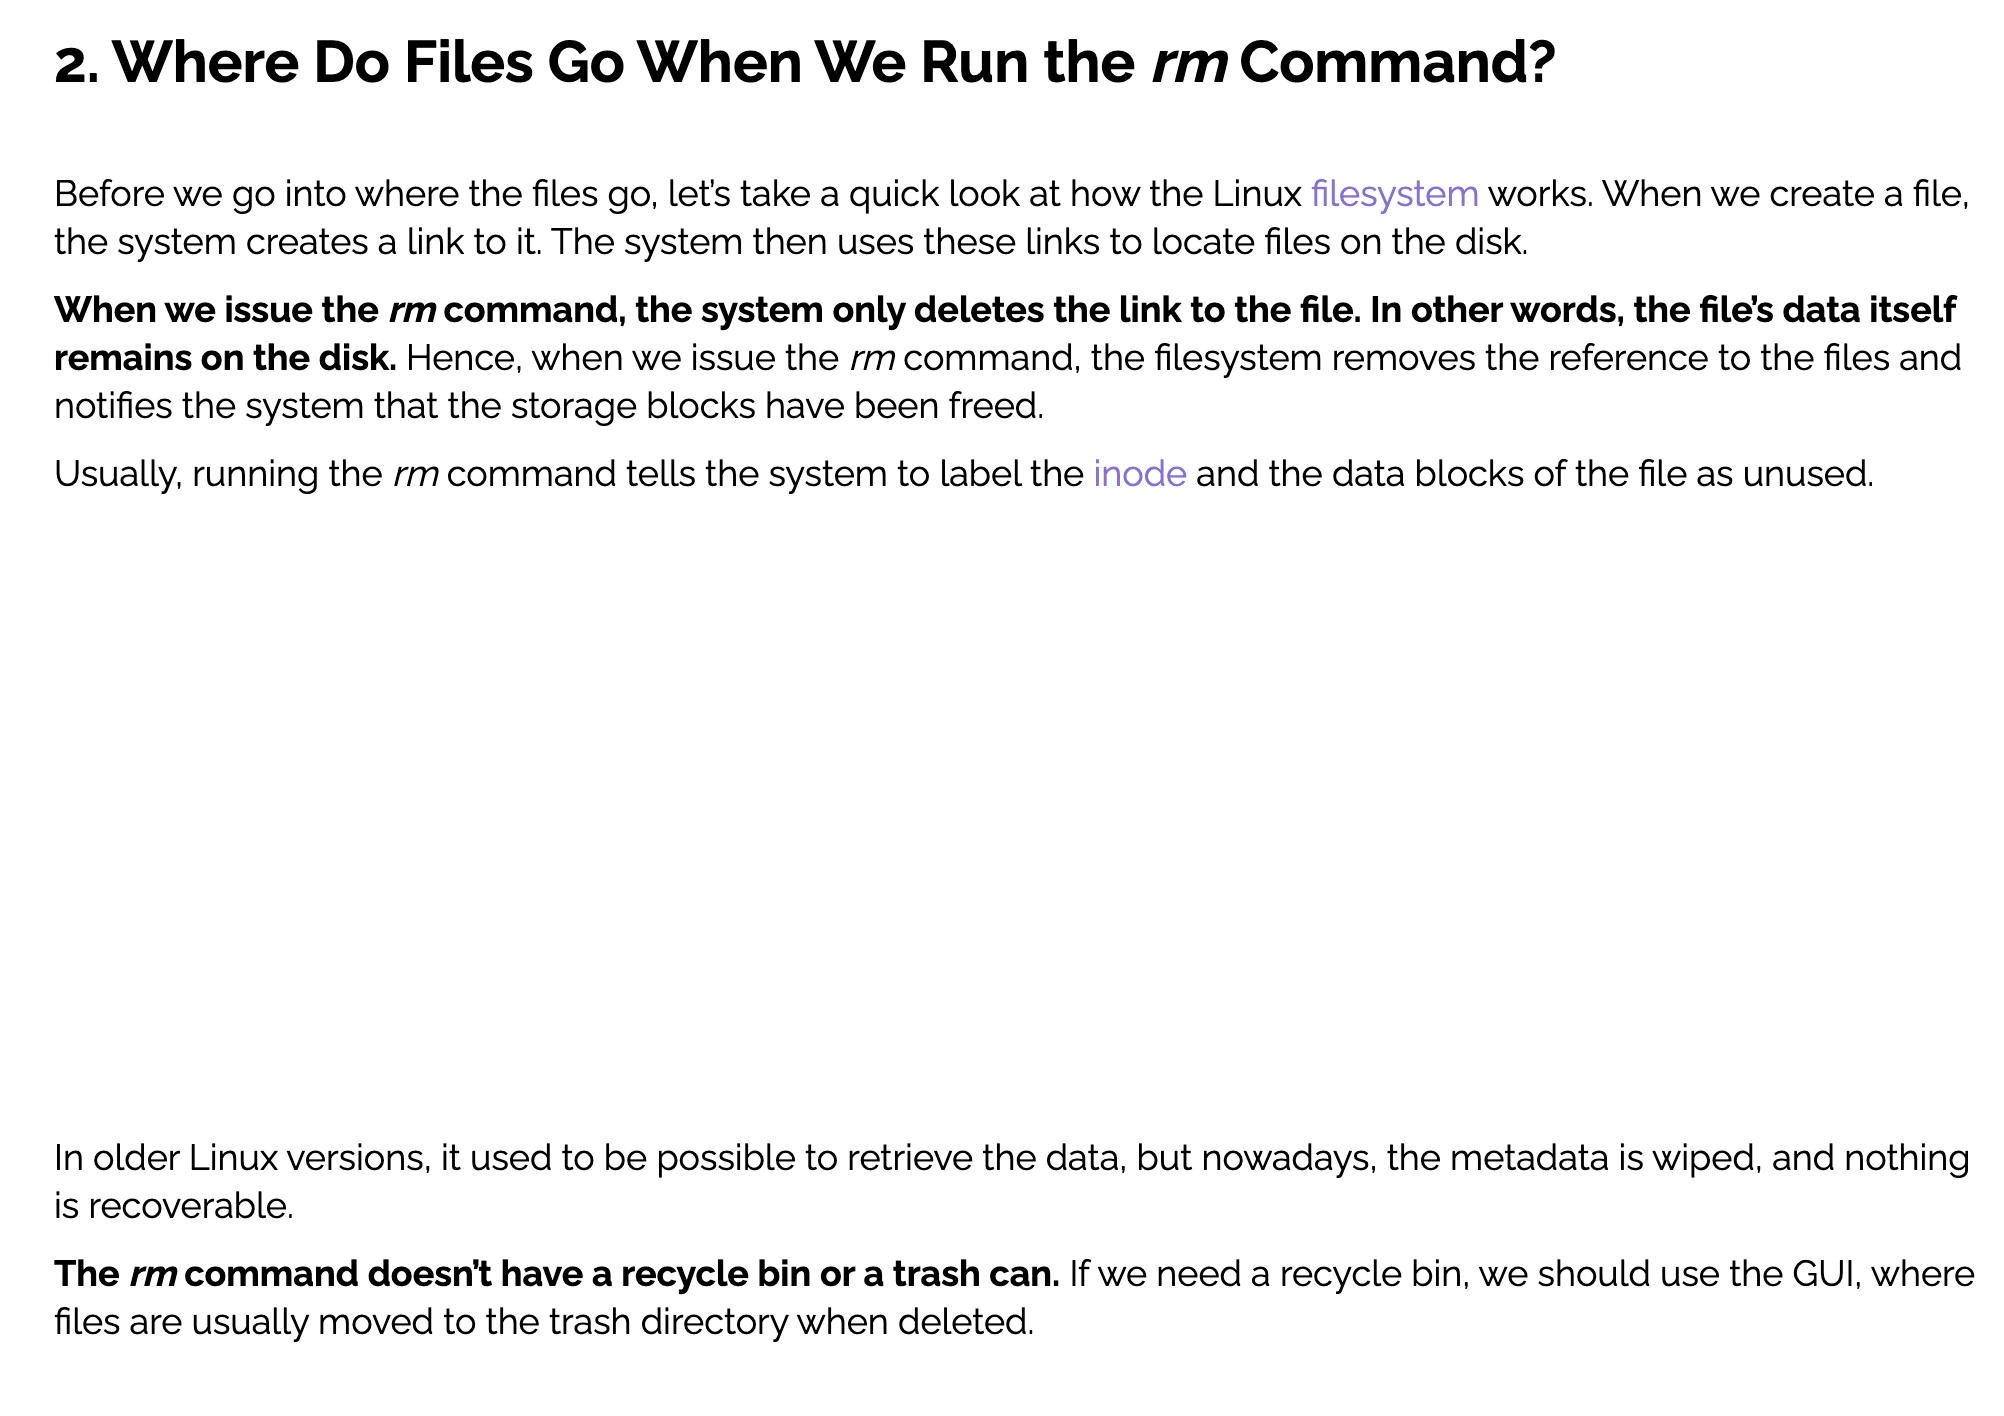 2. Where Do Files Go When We Run the rm Command?
Before we go into where the files go, let’s take a quick look at how the Linux filesystem works. When we create a file,
the system creates a link to it. The system then uses these links to locate files on the disk.
When we issue the rm command, the system only deletes the link to the file. In other words, the file’s data itself
remains on the disk. Hence, when we issue the rm command, the filesystem removes the reference to the files and
notifies the system that the storage blocks have been freed.
Usually, running the rm command tells the system to label the inode and the data blocks of the file as unused.
In older Linux versions, it used to be possible to retrieve the data, but nowadays, the metadata is wiped, and nothing
is recoverable.
The rm command doesn’t have a recycle bin or a trash can. If we need a recycle bin, we should use the GUI, where
files are usually moved to the trash directory when deleted.